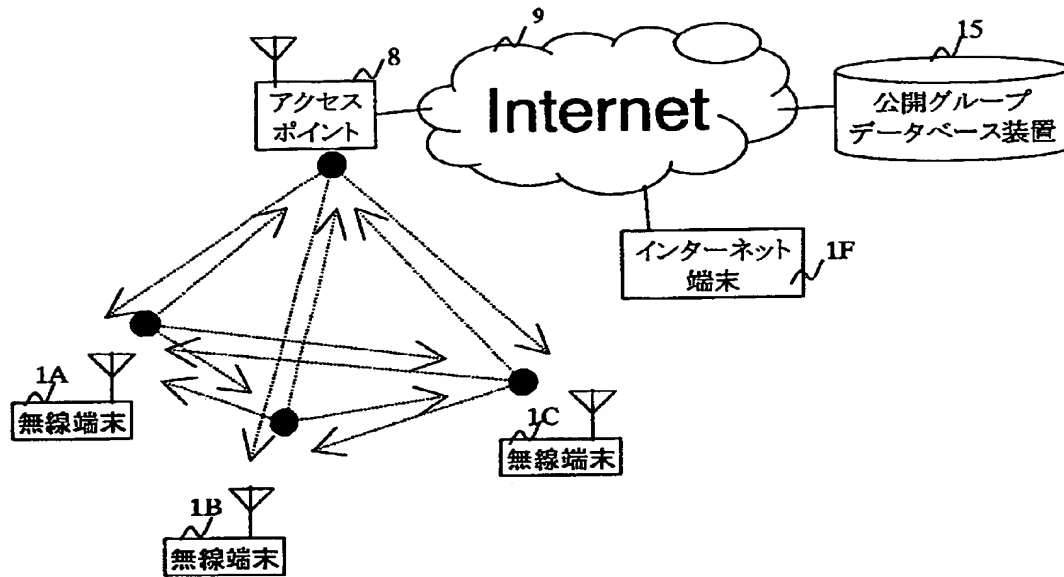 9
15
8
アクセス
ポイント
Internet
公開グループ
データベース装置
インターネット
端末
1F
1A
無線端末
1C
無線端末
1B
無線端末